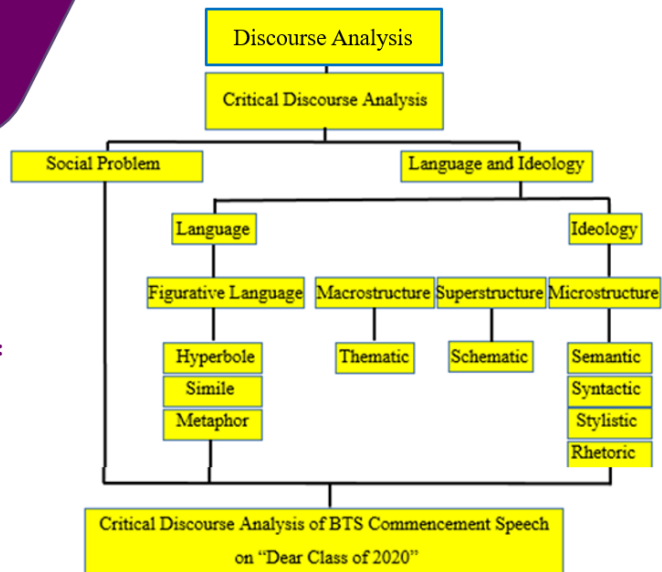 Discourse Analysis
Critical Discourse Analysis
Social Problem
Language and Ideology
Language
Ideology
Figurative Language
Macrostructure
Superstructure
Microstructure
Hyperbole
Simile
Metaphor
Thematic
Schematic
Semantic
Syntactic
Stylistic
Rhetoric
:
Critical Discourse Analysis of BTS Commencement Speech
on “Dear Class of 2020”